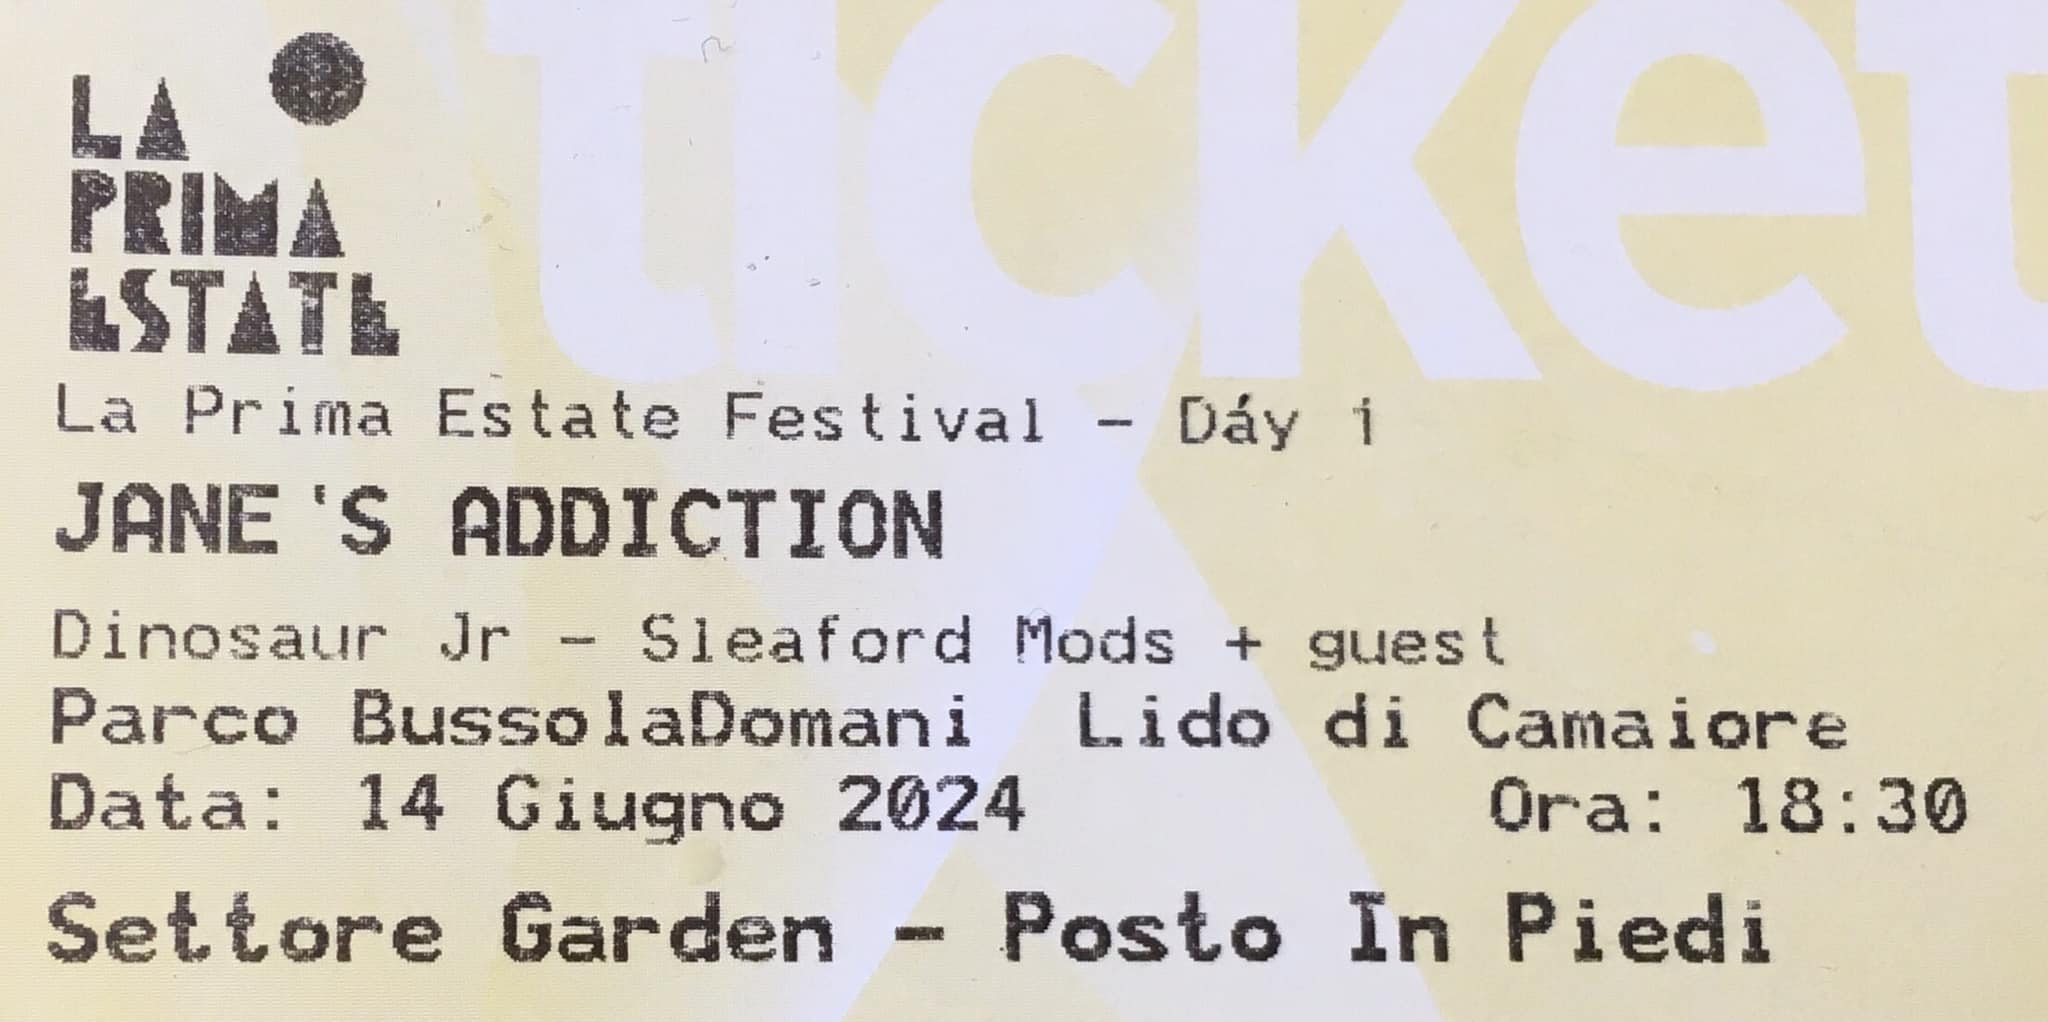 ticket
LA
PRIMA
ESTATE
La Prima Estate Festival - Dáy 1
JANE'S ADDICTION
Dinosaur Jr - Sleaford Mods + guest
Parco BussolaDomani Lido di Camaiore
Data: 14 Giugno 2024 Ora: 18:30
Settore Garden - Posto In Piedi